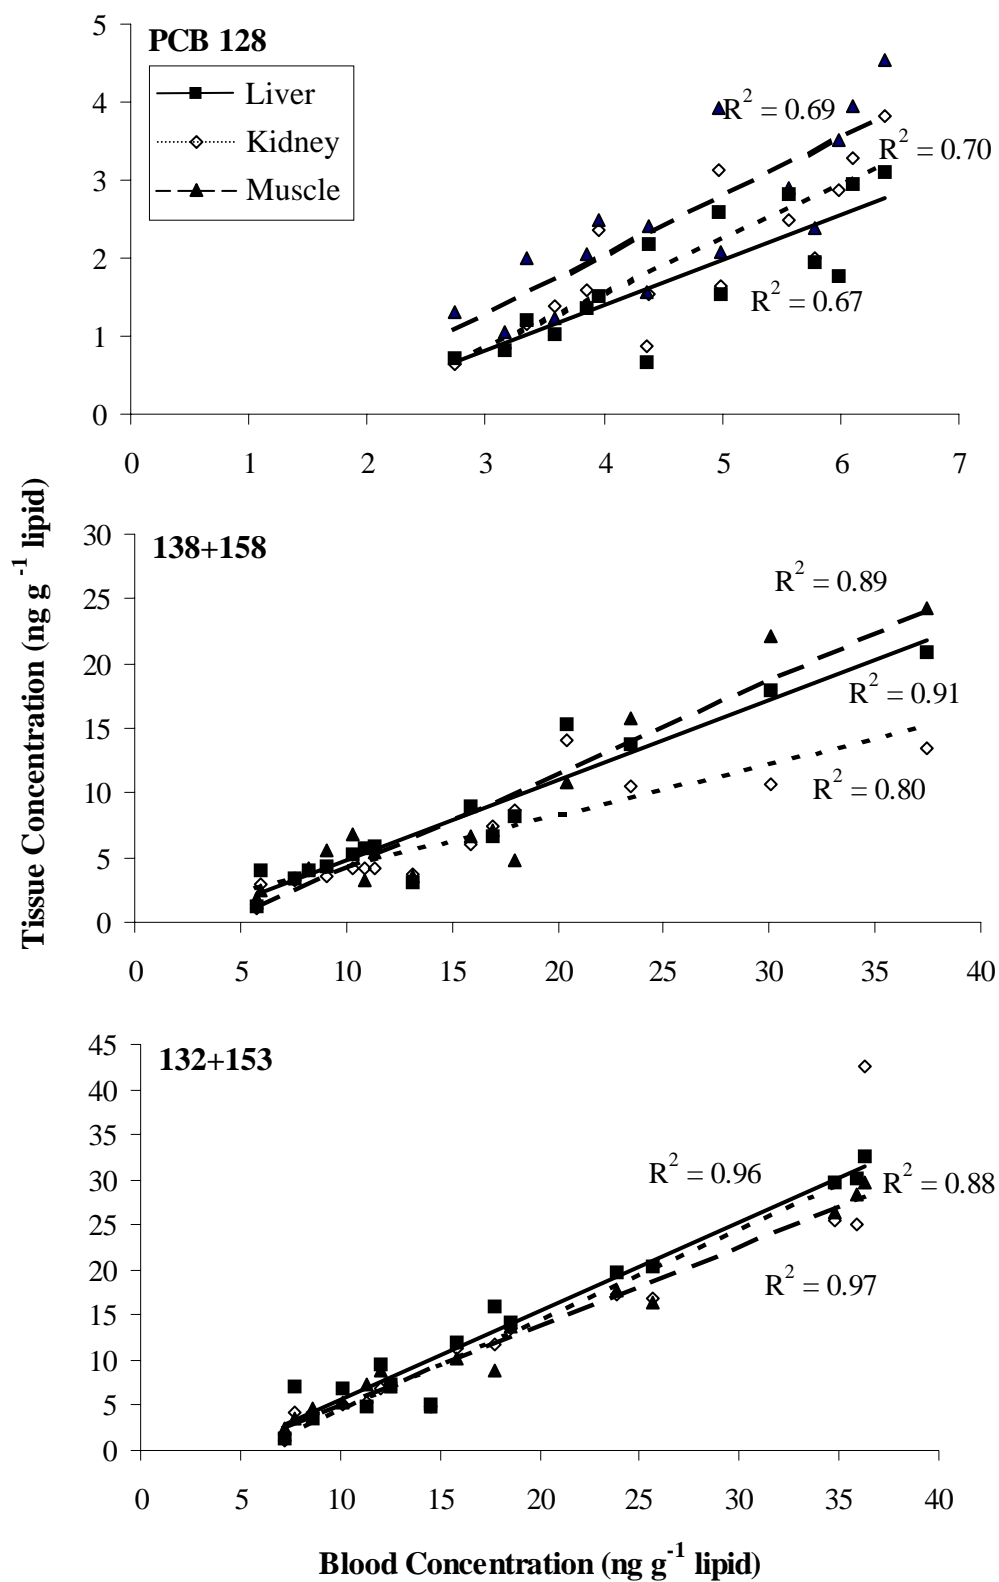 PCB 128
Liver
Kidney
Muscle
R² = 0.69
R² = 0.70
R² = 0.67
5
4
3
2
1
0
0 1 2 3 4 5 6 7
138+158
R² = 0.89
R² = 0.91
R² = 0.80
30
25
20
15
10
5
0
0 5 10 15 20 25 30 35 40
Tissue Concentration (ng g⁻¹ lipid)
132+153
R² = 0.96
R² = 0.88
R² = 0.97
45
40
35
30
25
20
15
10
5
0
0 5 10 15 20 25 30 35 40
Blood Concentration (ng g⁻¹ lipid)